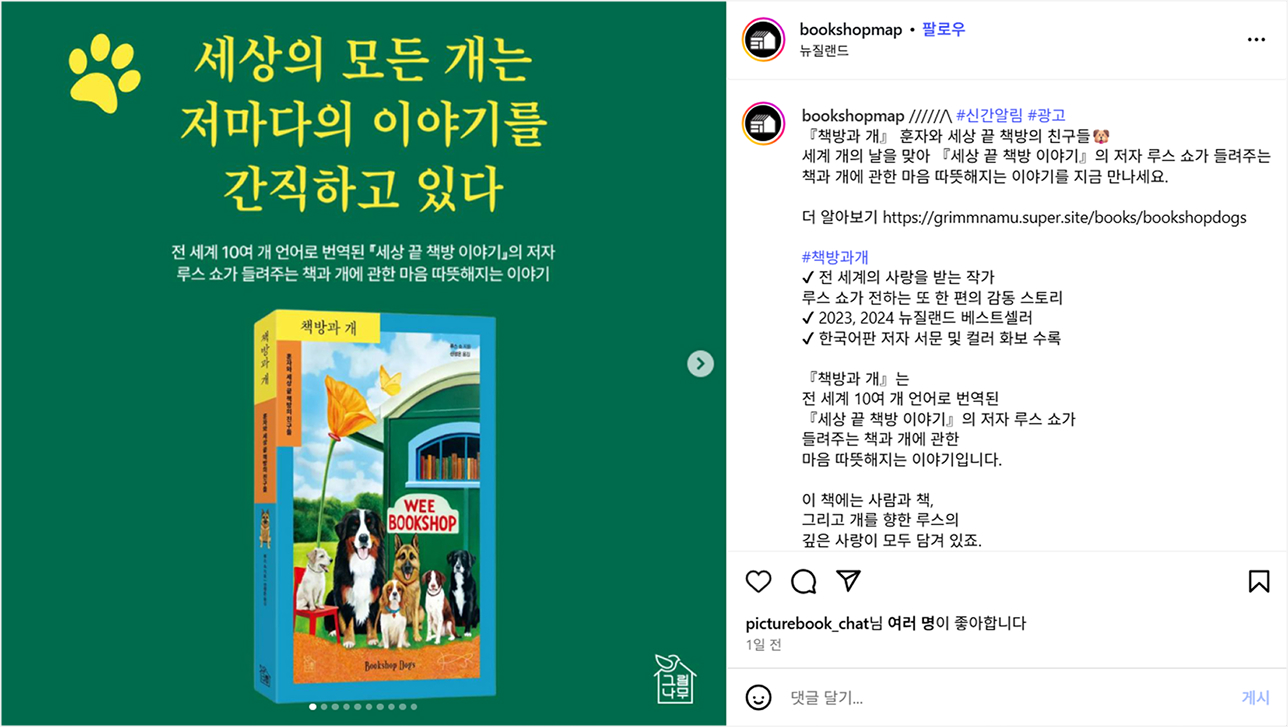 세상의 모든 개는
저마다의 이야기를
간직하고 있다
전 세계 10여 개 언어로 번역된 『세상 끝 책방 이야기』의 저자
루스 쇼가 들려주는 책과 개에 관한 마음 따뜻해지는 이야기
책방과 개
책방과 개
훈자와 세상 끝 책방의 친구들
훈자와 세상 끝 책방의 친구들
WEE
BOOKSHOP
Bookshop Dogs
그림
나무
bookshopmap • 팔로우
뉴질랜드
bookshopmap //////\ #신간알림 #광고
『책방과 개』 훈자와 세상 끝 책방의 친구들🐶
세계 개의 날을 맞아 『세상 끝 책방 이야기』의 저자 루스 쇼가 들려주는
책과 개에 관한 마음 따뜻해지는 이야기를 지금 만나세요.
더 알아보기 https://grimmnamu.super.site/books/bookshopdogs
#책방과개
✓ 전 세계의 사랑을 받는 작가
루스 쇼가 전하는 또 한 편의 감동 스토리
✓ 2023, 2024 뉴질랜드 베스트셀러
✓ 한국어판 저자 서문 및 컬러 화보 수록
『책방과 개』는
전 세계 10여 개 언어로 번역된
『세상 끝 책방 이야기』의 저자 루스 쇼가
들려주는 책과 개에 관한
마음 따뜻해지는 이야기입니다.
이 책에는 사람과 책,
그리고 개를 향한 루스의
깊은 사랑이 모두 담겨 있죠.
picturebook_chat님 여러 명이 좋아합니다
1일 전
댓글 달기...
게시